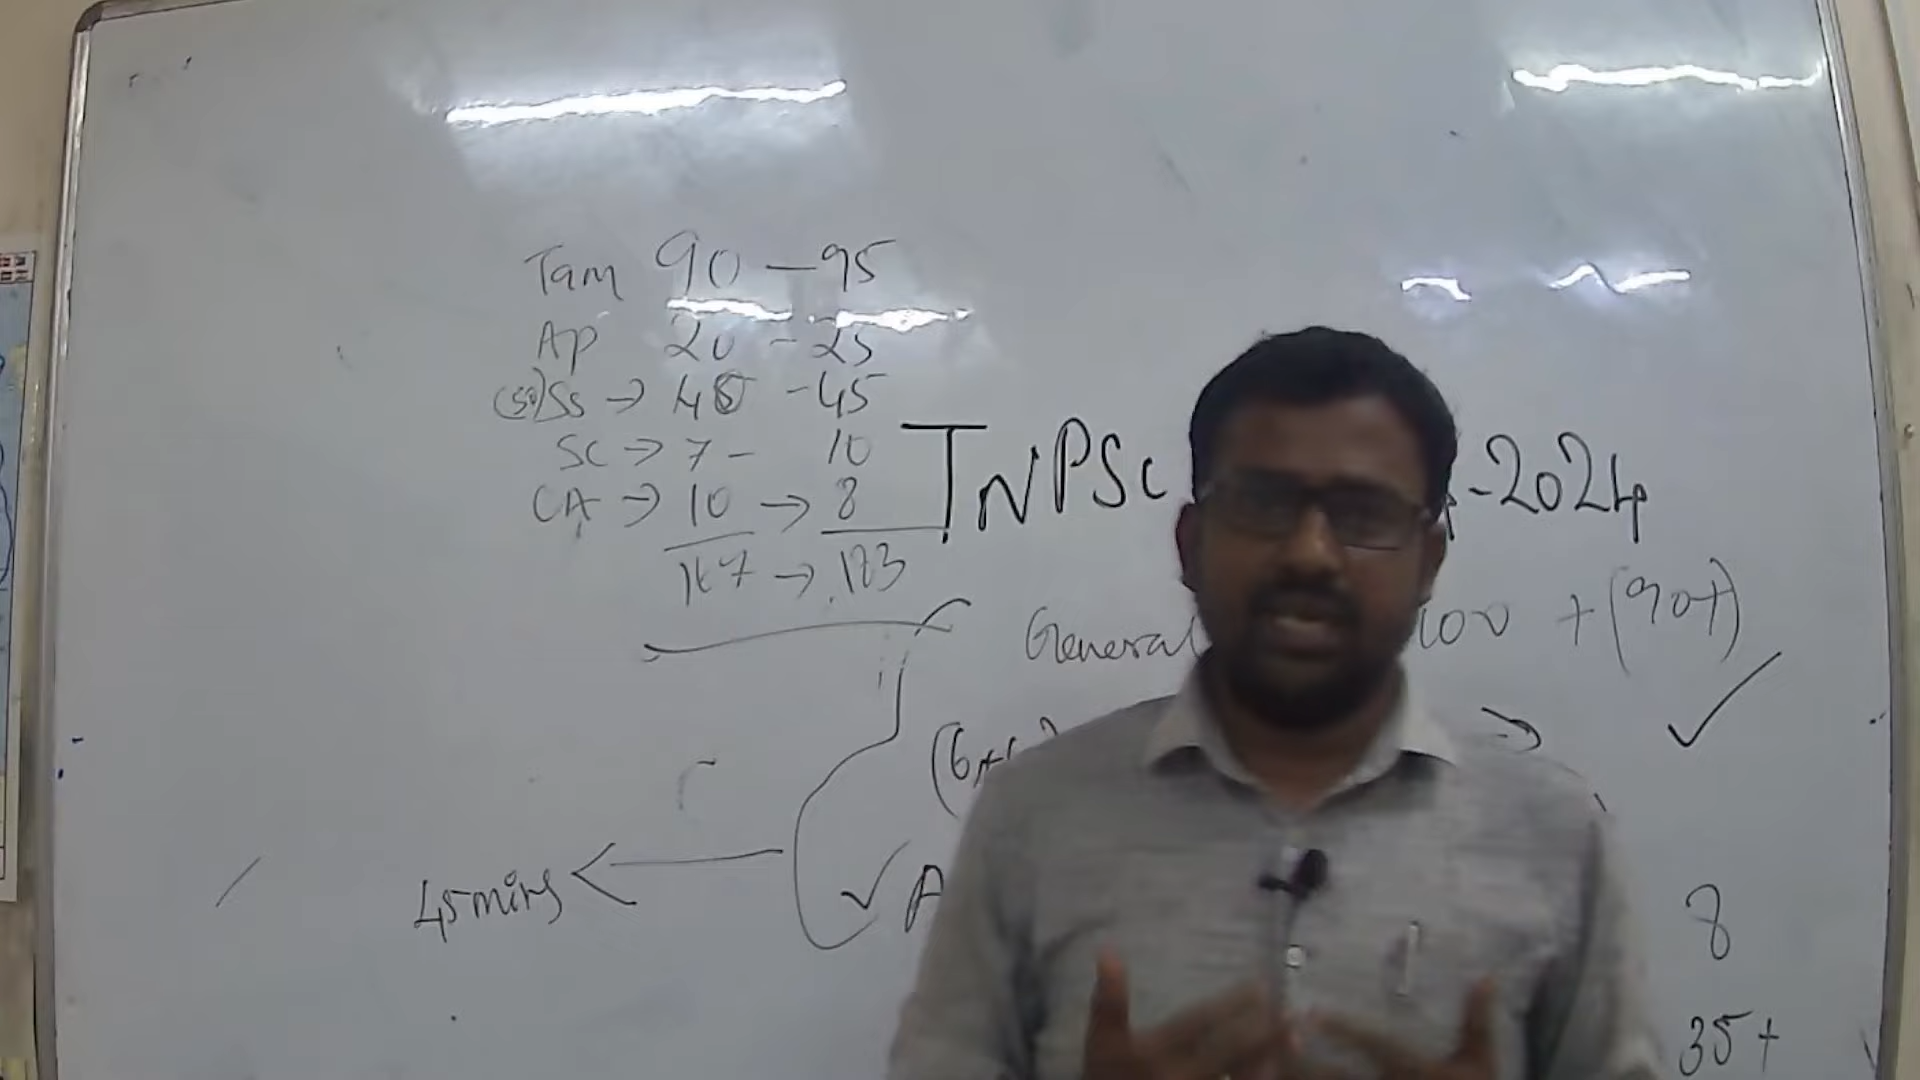 Tam 90 - 95
Ap 20 - 25
(50) SS → 40 - 45
SC → 7 - 10
CA → 10 → 8
167 → 183
TNPSC -2024
General 100 + (90+)
→ ✓
45mins ← ✓ A
8
35+